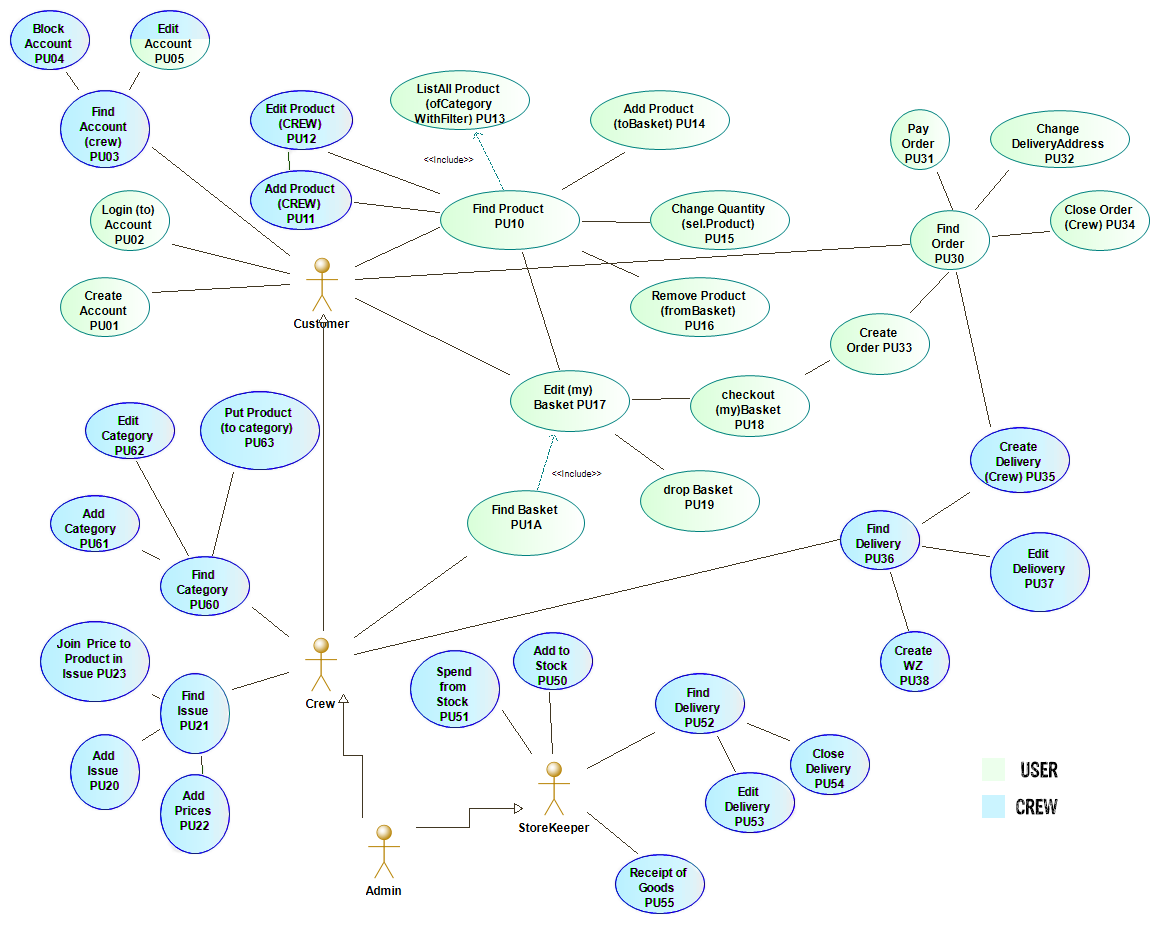 Block
Account
PU04
Edit
Account
PU05
Find
Account
(crew)
PU03
Edit Product
(CREW)
PU12
ListAll Product
(ofCategory
WithFilter) PU13
Add Product
(toBasket) PU14
Pay
Order
PU31
Change
DeliveryAddress
PU32
<<Include>>
Login (to)
Account
PU02
Add Product
(CREW)
PU11
Find Product
PU10
Change Quantity
(sel.Product)
PU15
Find
Order
PU30
Close Order
(Crew) PU34
Create
Account
PU01
Customer
Remove Product
(fromBasket)
PU16
Create
Order PU33
Edit
Category
PU62
Put Product
(to category)
PU63
Edit (my)
Basket PU17
checkout
(my)Basket
PU18
Create
Delivery
(Crew) PU35
<<Include>>
Add
Category
PU61
Find Basket
PU1A
drop Basket
PU19
Find
Delivery
PU36
Edit
Deliovery
PU37
Find
Category
PU60
Join  Price to
Product in
Issue PU23
Crew
Spend
from
Stock
PU51
Add to
Stock
PU50
Create
WZ
PU38
Find
Issue
PU21
Find
Delivery
PU52
Add
Issue
PU20
Add
Prices
PU22
StoreKeeper
Edit
Delivery
PU53
Close
Delivery
PU54
USER
CREW
Admin
Receipt of
Goods
PU55